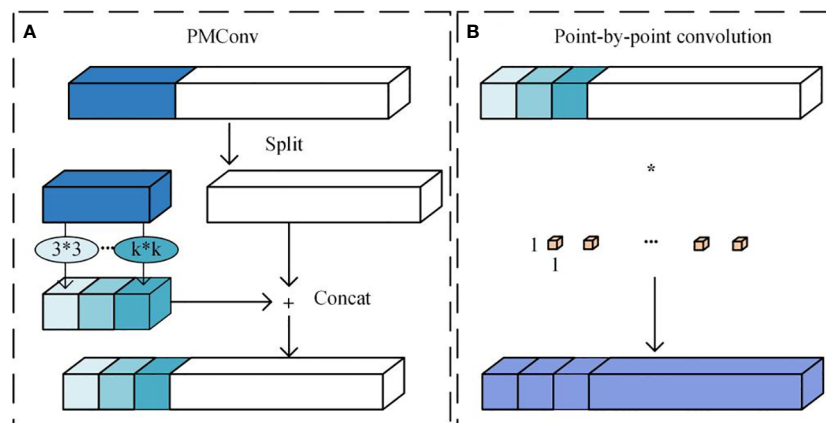 A
PMConv
Split
3*3
...
k*k
+
Concat
B
Point-by-point convolution
*
1
...
1